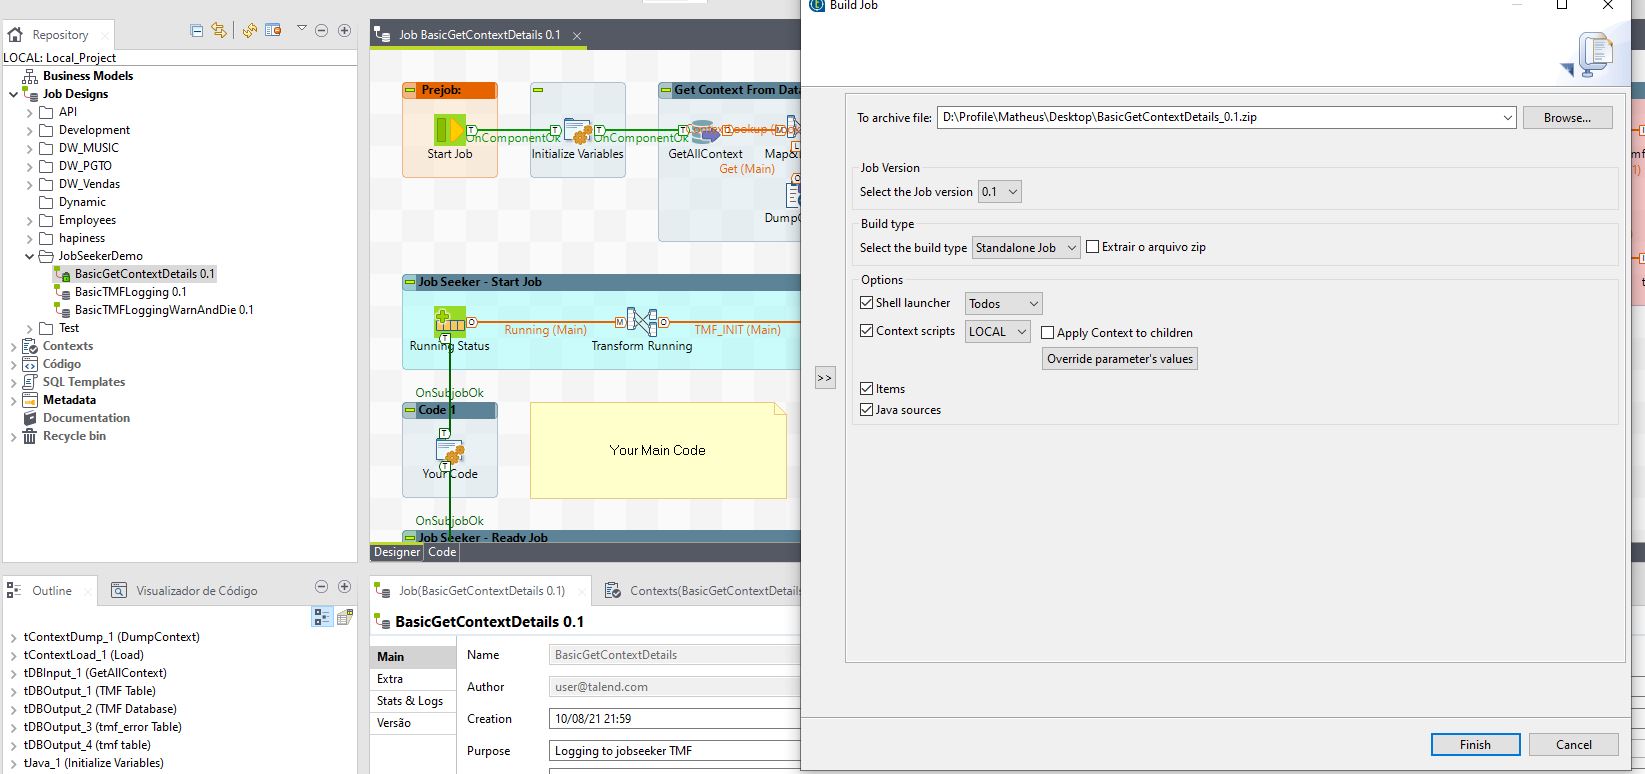 Repository
LOCAL: Local_Project
Business Models
Job Designs
API
Development
DW_MUSIC
DW_PGTO
DW_Vendas
Dynamic
Employees
hapiness
JobSeekerDemo
BasicGetContextDetails 0.1
BasicTMFLogging 0.1
BasicTMFLoggingWarnAndDie 0.1
Test
Contexts
Código
SQL Templates
Metadata
Documentation
Recycle bin
Outline
Visualizador de Código
tContextDump_1 (DumpContext)
tContextLoad_1 (Load)
tDBInput_1 (GetAllContext)
tDBOutput_1 (TMF Table)
tDBOutput_2 (TMF Database)
tDBOutput_3 (tmf_error Table)
tDBOutput_4 (tmf table)
tJava_1 (Initialize Variables)
Job BasicGetContextDetails 0.1
Prejob:
Get Context From Data
Start Job
OnComponentOk
Initialize Variables
OnComponentOk
GetAllContext
Get (Main)
Job Seeker - Start Job
Running Status
Running (Main)
Transform Running
TMF_INIT (Main)
OnSubjobOk
Code 1
Your Code
Your Main Code
OnSubjobOk
Job Seeker - Ready Job
Designer
Code
Job(BasicGetContextDetails 0.1)
Contexts(BasicGetContextDetails
BasicGetContextDetails 0.1
Main
Extra
Stats & Logs
Versão
Name
BasicGetContextDetails
Author
user@talend.com
Creation
10/08/21 21:59
Purpose
Logging to jobseeker TMF
Build Job
To archive file:
D:\Profile\Matheus\Desktop\BasicGetContextDetails_0.1.zip
Browse...
Job Version
Select the Job version
0.1
Build type
Select the build type
Standalone Job
Extrair o arquivo zip
Options
Shell launcher
Todos
Context scripts
LOCAL
Apply Context to children
Override parameter's values
>>
Items
Java sources
Finish
Cancel